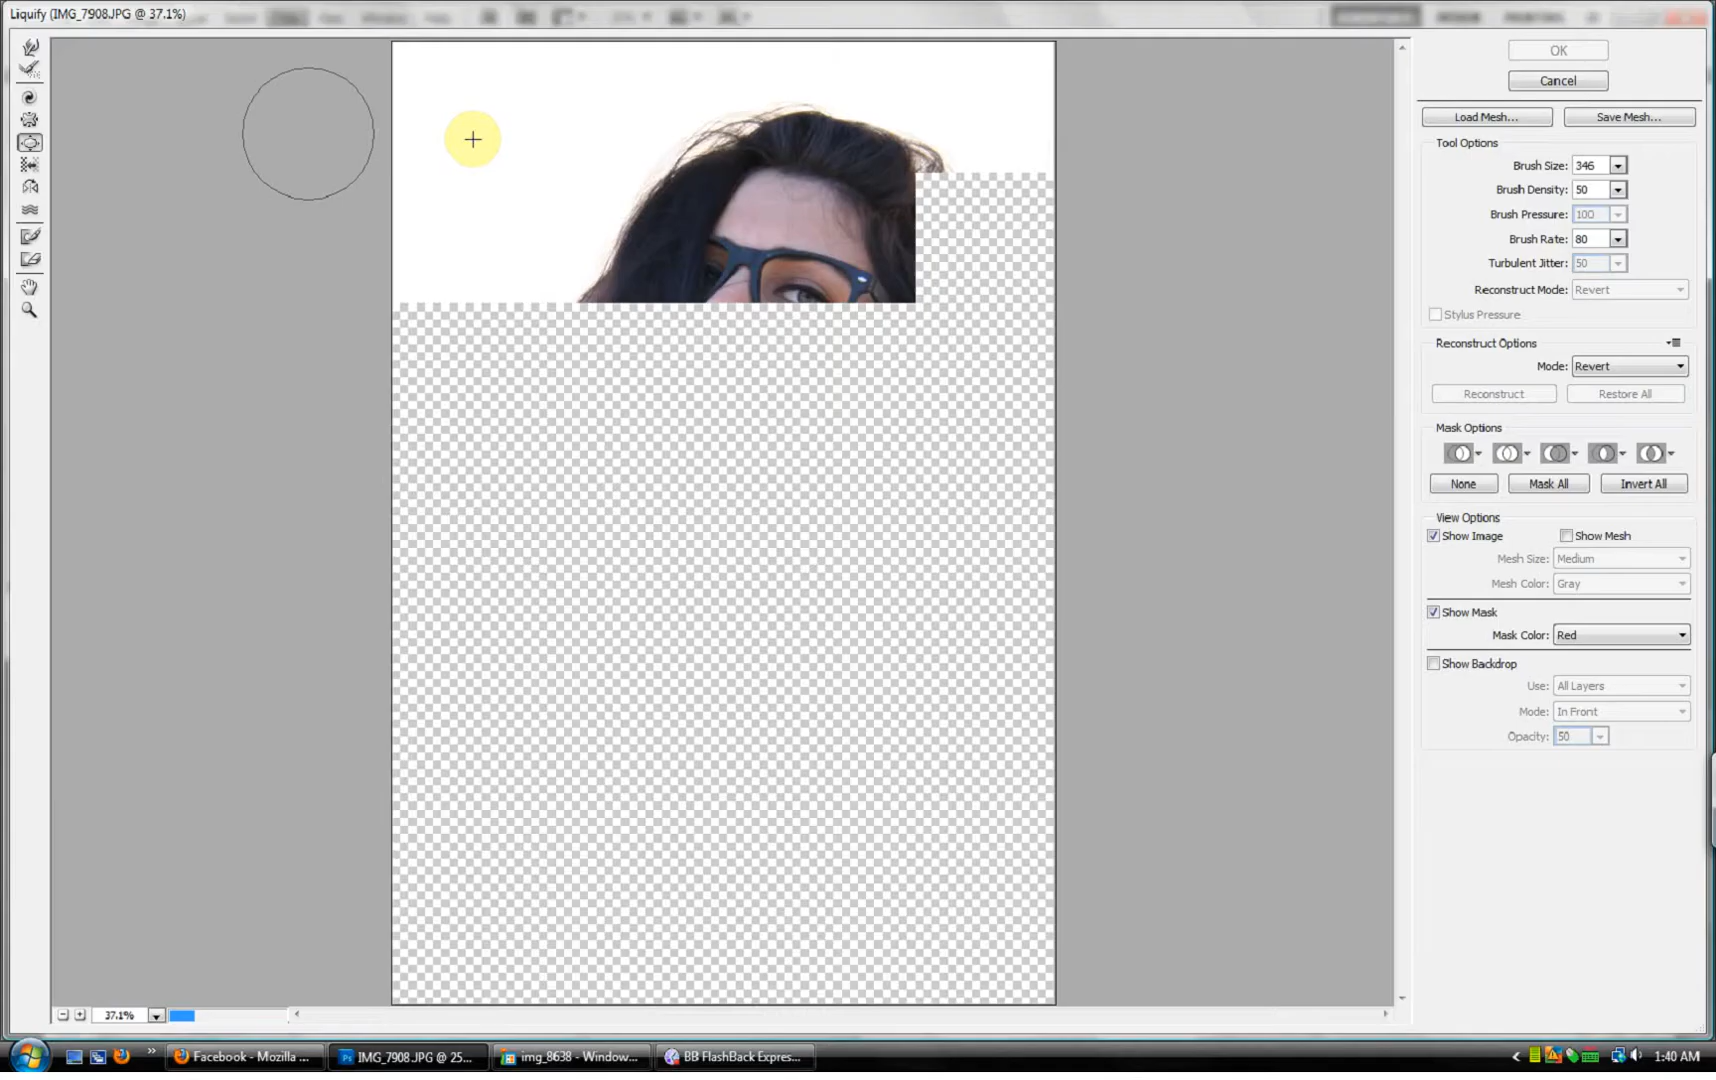 Liquify (IMG_7908.JPG @ 37.1%)
OK
Cancel
Load Mesh... Save Mesh...
Tool Options
Brush Size: 346
Brush Density: 50
Brush Pressure: 100
Brush Rate: 80
Turbulent Jitter: 50
Reconstruct Mode: Revert
Stylus Pressure
Reconstruct Options
Mode: Revert
Reconstruct Restore All
Mask Options
None Mask All Invert All
View Options
Show Image Show Mesh
Mesh Size: Medium
Mesh Color: Gray
Show Mask
Mask Color: Red
Show Backdrop
Use: All Layers
Mode: In Front
Opacity: 50
37.1%
Facebook - Mozilla ... IMG_7908.JPG @ 25... img_8638 - Window... BB FlashBack Expres... 1:40 AM